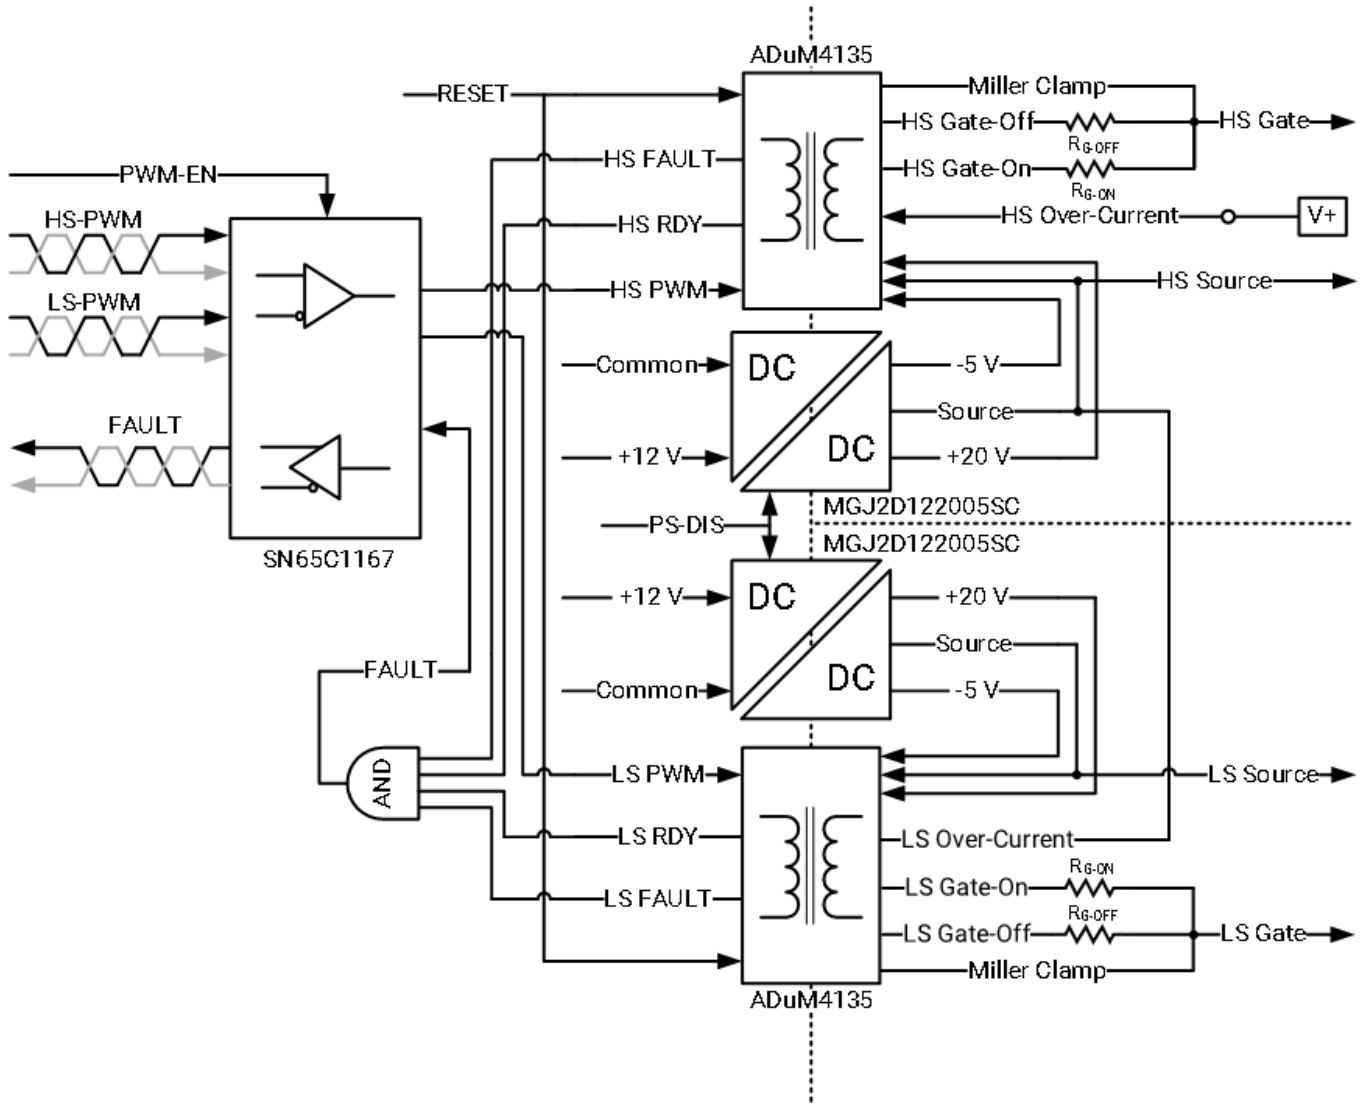 ADuM4135
RESET
Miller Clamp
HS Gate-Off
R_G-OFF
HS Gate
HS FAULT
HS Gate-On
R_G-ON
PWM-EN
HS-PWM
HS RDY
HS Over-Current
V+
HS PWM
HS Source
LS-PWM
Common
DC
-5 V
Source
FAULT
+12 V
DC
+20 V
MGJ2D122005SC
PS-DIS
MGJ2D122005SC
SN65C1167
+12 V
DC
+20 V
Source
FAULT
Common
DC
-5 V
AND
LS PWM
LS Source
LS RDY
LS Over-Current
R_G-ON
LS FAULT
LS Gate-On
R_G-OFF
LS Gate-Off
LS Gate
Miller Clamp
ADuM4135